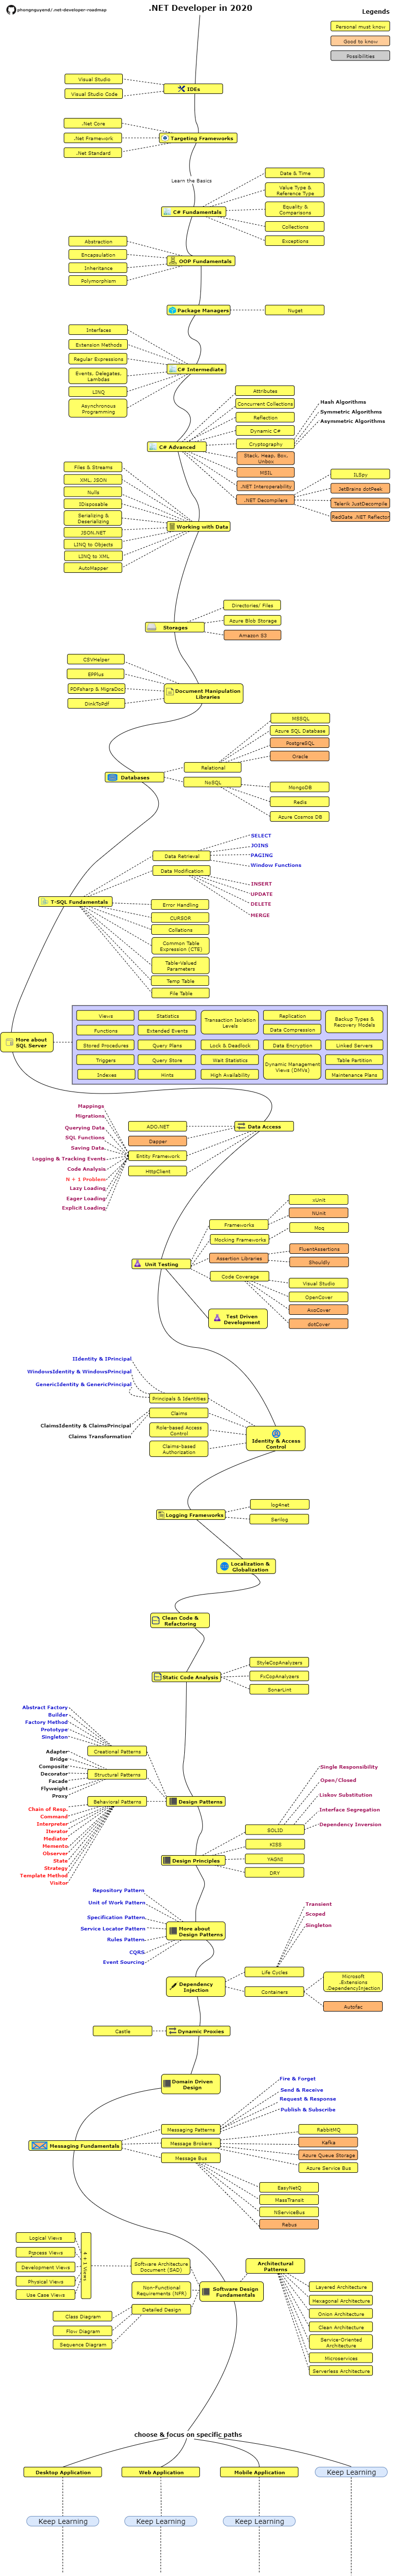 phongnguyend/.net-developer-roadmap
.NET Developer in 2020
Legends
Personal must know
Good to know
Possibilities
Visual Studio
Visual Studio Code
IDEs
.Net Core
.Net Framework
.Net Standard
Targeting Frameworks
Learn the Basics
Date & Time
Value Type &
Reference Type
Equality &
Comparisons
Collections
Exceptions
C# Fundamentals
Abstraction
Encapsulation
Inheritance
Polymorphism
OOP Fundamentals
Package Managers
Nuget
Interfaces
Extension Methods
Regular Expressions
Events, Delegates,
Lambdas
LINQ
Asynchronous
Programming
C# Intermediate
Attributes
Concurrent Collections
Reflection
Dynamic C#
Cryptography
Stack, Heap, Box,
Unbox
MSIL
.NET Interoperability
.NET Decompilers
Hash Algorithms
Symmetric Algorithms
Asymmetric Algorithms
C# Advanced
ILSpy
JetBrains dotPeek
Telerik JustDecompile
RedGate .NET Reflector
Files & Streams
XML, JSON
Nulls
IDisposable
Serializing &
Deserializing
JSON.NET
LINQ to Objects
LINQ to XML
AutoMapper
Working with Data
Directories/ Files
Azure Blob Storage
Amazon S3
Storages
CSVHelper
EPPlus
PDFsharp & MigraDoc
DinkToPdf
Document Manipulation
Libraries
MSSQL
Azure SQL Database
PostgreSQL
Oracle
Relational
NoSQL
Databases
MongoDB
Redis
Azure Cosmos DB
SELECT
JOINS
PAGING
Window Functions
Data Retrieval
Data Modification
INSERT
UPDATE
DELETE
MERGE
T-SQL Fundamentals
Error Handling
CURSOR
Collations
Common Table
Expression (CTE)
Table-Valued
Parameters
Temp Table
File Table
More about
SQL Server
Views
Statistics
Transaction Isolation
Levels
Replication
Backup Types &
Recovery Models
Functions
Extended Events
Data Compression
Stored Procedures
Query Plans
Lock & Deadlock
Data Encryption
Linked Servers
Triggers
Query Store
Wait Statistics
Dynamic Management
Views (DMVs)
Table Partition
Indexes
Hints
High Availability
Maintenance Plans
Mappings
Migrations
Querying Data
SQL Functions
Saving Data
Logging & Tracking Events
Code Analysis
N + 1 Problem
Lazy Loading
Eager Loading
Explicit Loading
ADO.NET
Dapper
Entity Framework
HttpClient
Data Access
Unit Testing
Frameworks
Mocking Frameworks
Assertion Libraries
Code Coverage
xUnit
NUnit
Moq
FluentAssertions
Shouldly
Visual Studio
OpenCover
AxoCover
dotCover
Test Driven
Development
IIdentity & IPrincipal
WindowsIdentity & WindowsPrincipal
GenericIdentity & GenericPrincipal
ClaimsIdentity & ClaimsPrincipal
Claims Transformation
Principals & Identities
Claims
Role-based Access
Control
Claims-based
Authorization
Identity & Access
Control
Logging Frameworks
log4net
Serilog
Localization &
Globalization
Clean Code &
Refactoring
Static Code Analysis
StyleCopAnalyzers
FxCopAnalyzers
SonarLint
Abstract Factory
Builder
Factory Method
Prototype
Singleton
Adapter
Bridge
Composite
Decorator
Facade
Flyweight
Proxy
Chain of Resp.
Command
Interpreter
Iterator
Mediator
Memento
Observer
State
Strategy
Template Method
Visitor
Creational Patterns
Structural Patterns
Behavioral Patterns
Design Patterns
Single Responsibility
Open/Closed
Liskov Substitution
Interface Segregation
Dependency Inversion
SOLID
KISS
YAGNI
DRY
Design Principles
Repository Pattern
Unit of Work Pattern
Specification Pattern
Service Locator Pattern
Rules Pattern
CQRS
Event Sourcing
More about
Design Patterns
Transient
Scoped
Singleton
Life Cycles
Containers
Microsoft
.Extensions
.DependencyInjection
Autofac
Dependency
Injection
Castle
Dynamic Proxies
Domain Driven
Design
Messaging Fundamentals
Messaging Patterns
Message Brokers
Message Bus
Fire & Forget
Send & Receive
Request & Response
Publish & Subscribe
RabbitMQ
Kafka
Azure Queue Storage
Azure Service Bus
EasyNetQ
MassTransit
NServiceBus
Rebus
Logical Views
Process Views
Development Views
Physical Views
Use Case Views
4 + 1 Views
Software Architecture
Document (SAD)
Non-Functional
Requirements (NFR)
Detailed Design
Class Diagram
Flow Diagram
Sequence Diagram
Software Design
Fundamentals
Architectural
Patterns
Layered Architecture
Hexagonal Architecture
Onion Architecture
Clean Architecture
Service-Oriented
Architecture
Microservices
Serverless Architecture
choose & focus on specific paths
Desktop Application
Web Application
Mobile Application
Keep Learning
Keep Learning
Keep Learning
Keep Learning